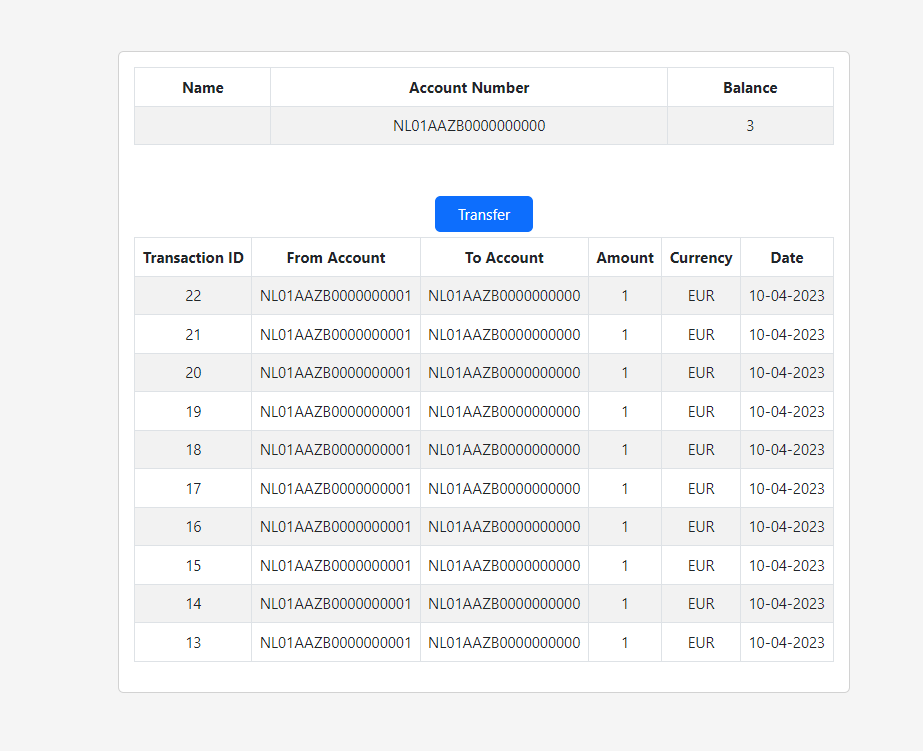 Name Account Number Balance
NL01AAZB0000000000 3
Transfer
Transaction ID From Account To Account Amount Currency Date
22 NL01AAZB0000000001 NL01AAZB0000000000 1 EUR 10-04-2023
21 NL01AAZB0000000001 NL01AAZB0000000000 1 EUR 10-04-2023
20 NL01AAZB0000000001 NL01AAZB0000000000 1 EUR 10-04-2023
19 NL01AAZB0000000001 NL01AAZB0000000000 1 EUR 10-04-2023
18 NL01AAZB0000000001 NL01AAZB0000000000 1 EUR 10-04-2023
17 NL01AAZB0000000001 NL01AAZB0000000000 1 EUR 10-04-2023
16 NL01AAZB0000000001 NL01AAZB0000000000 1 EUR 10-04-2023
15 NL01AAZB0000000001 NL01AAZB0000000000 1 EUR 10-04-2023
14 NL01AAZB0000000001 NL01AAZB0000000000 1 EUR 10-04-2023
13 NL01AAZB0000000001 NL01AAZB0000000000 1 EUR 10-04-2023